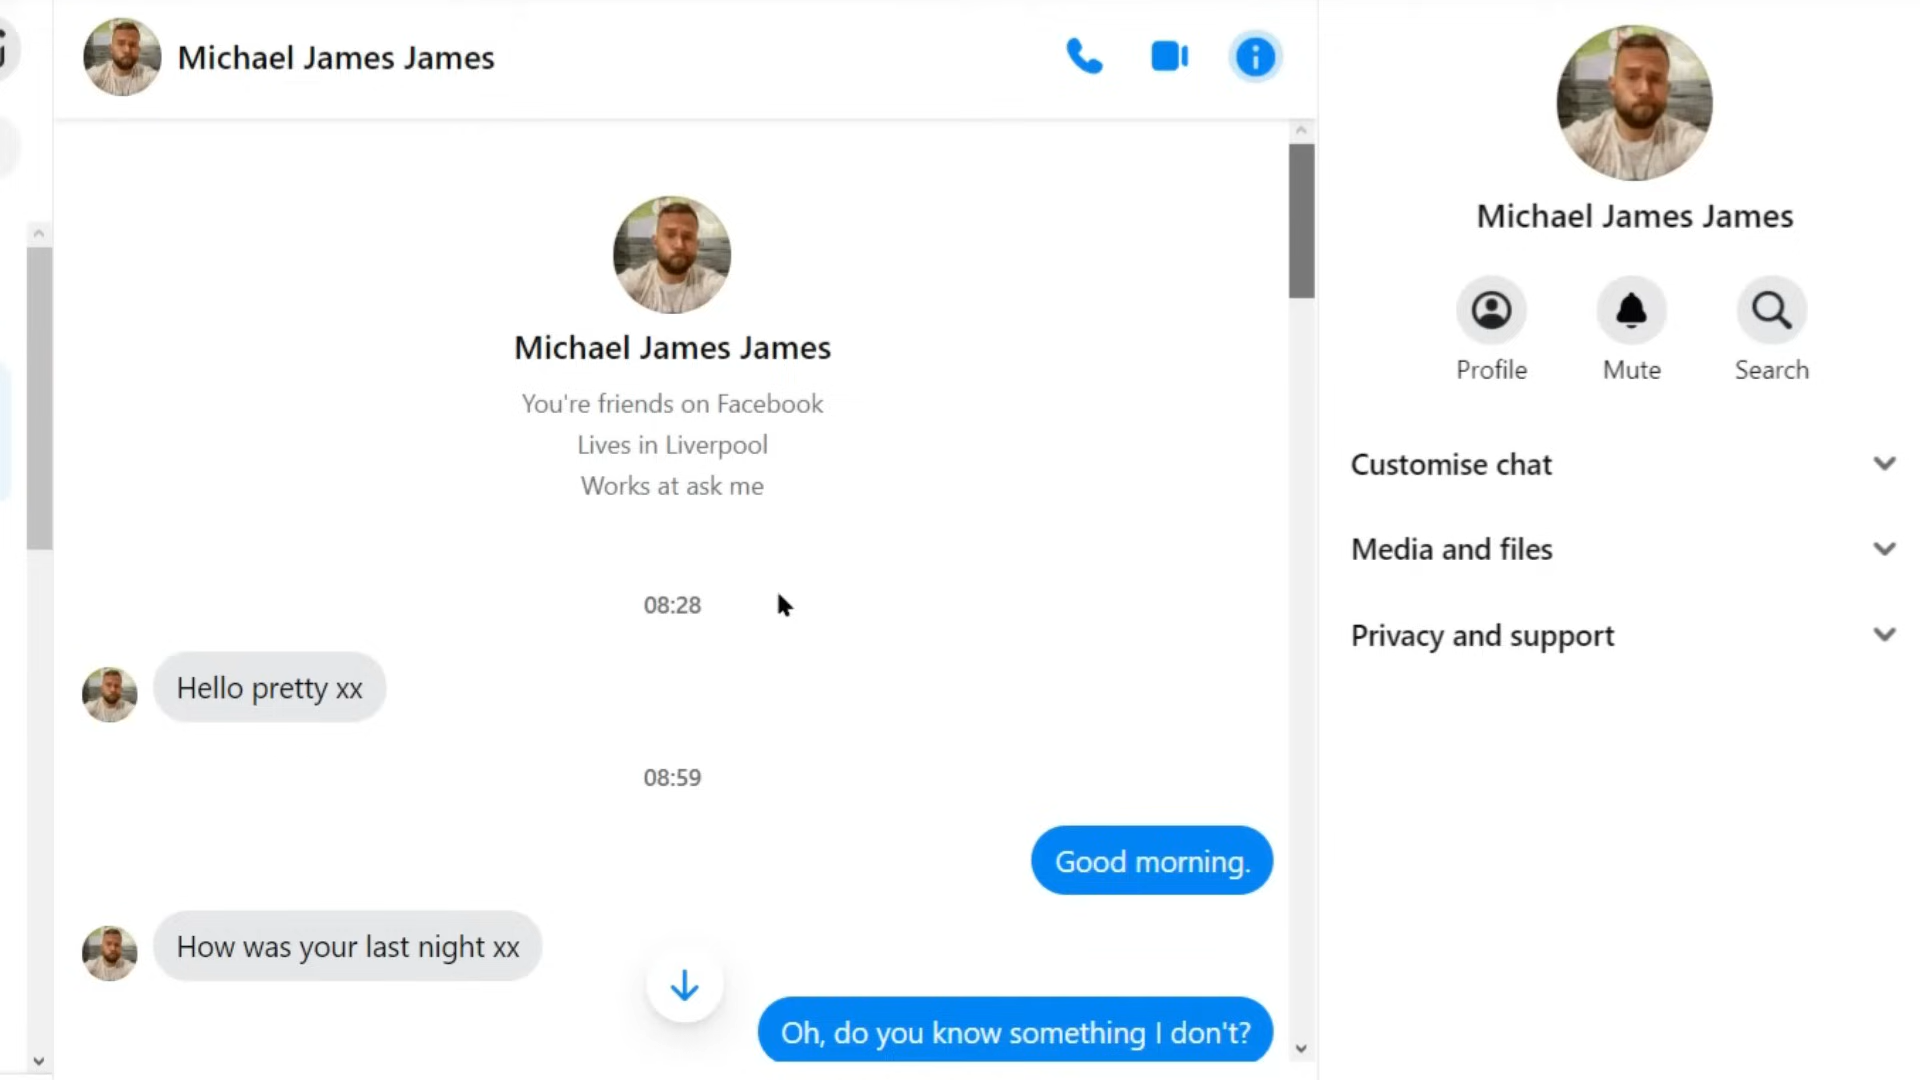 Michael James James
Michael James James
You're friends on Facebook
Lives in Liverpool
Works at ask me
08:28
Hello pretty xx
08:59
Good morning.
How was your last night xx
Oh, do you know something I don't?
Michael James James
Profile
Mute
Search
Customise chat
Media and files
Privacy and support